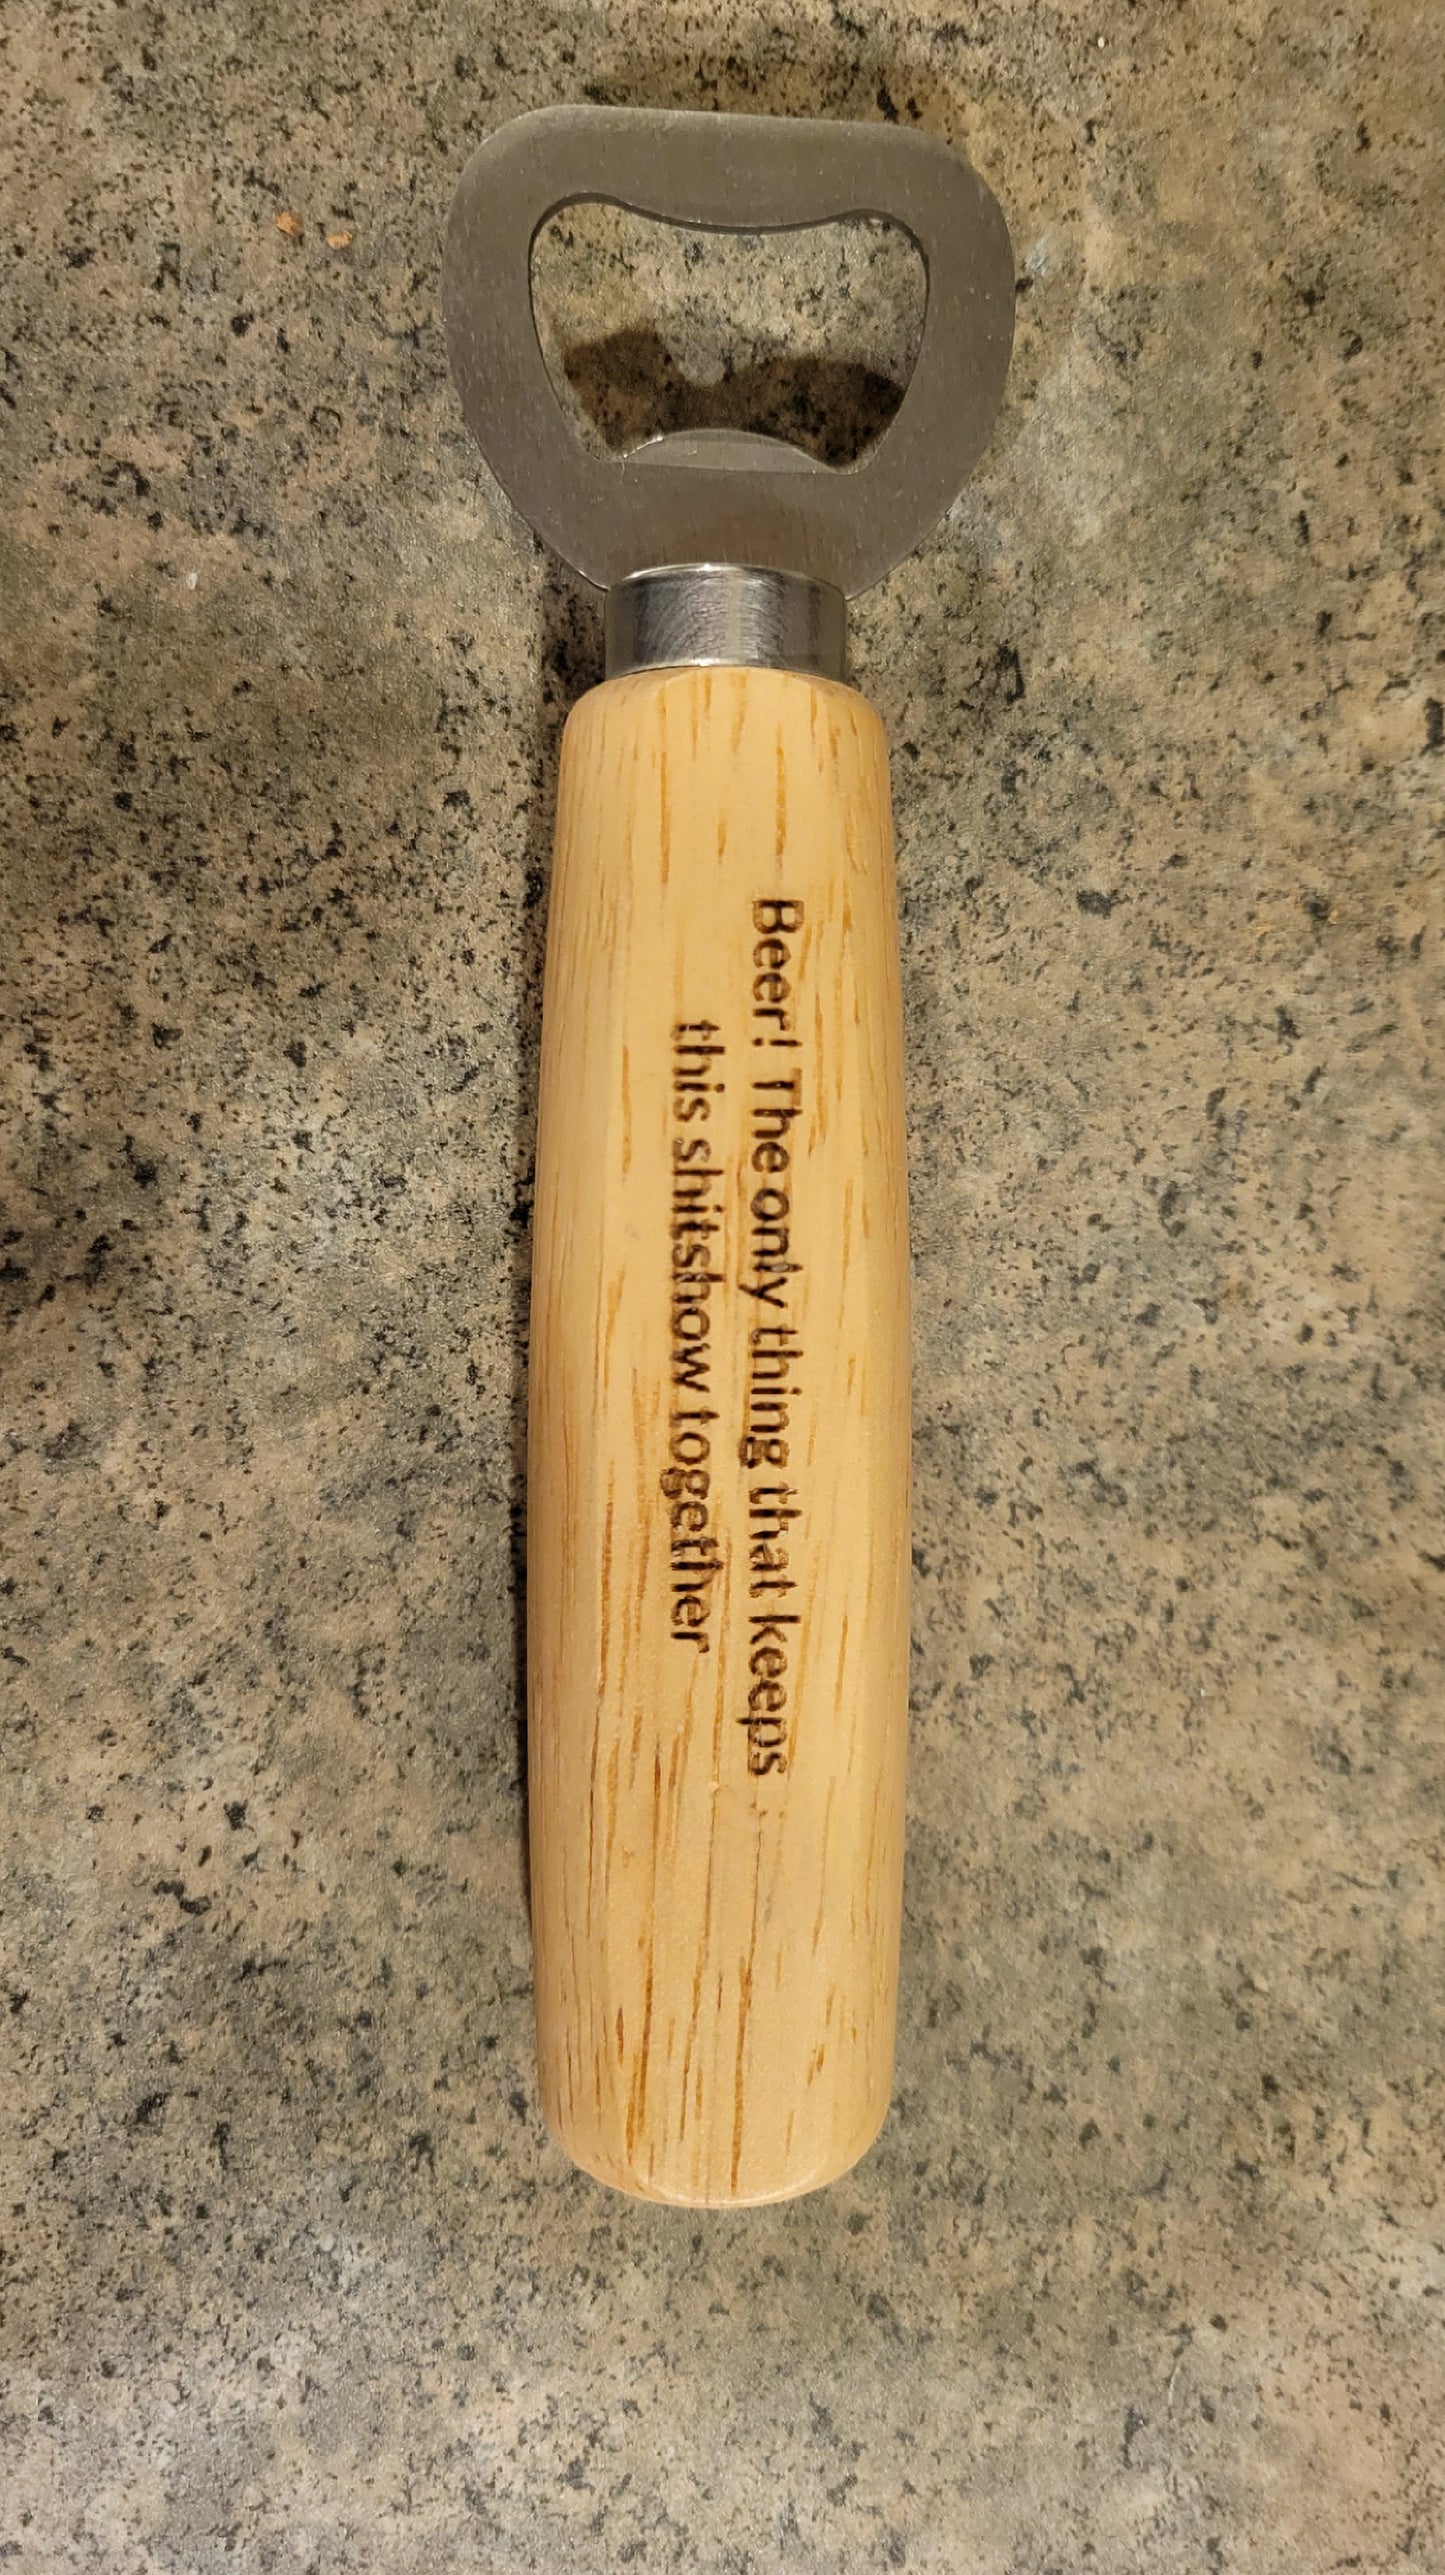 Beer! The only thing that keeps
this shitshow together